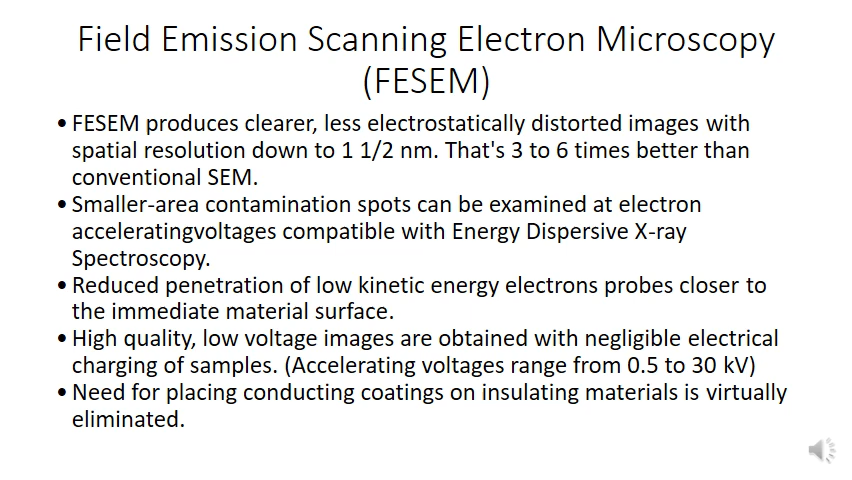 Field Emission Scanning Electron Microscopy
(FESEM)
• FESEM produces clearer, less electrostatically distorted images with
spatial resolution down to 1 1/2 nm. That's 3 to 6 times better than
conventional SEM.
• Smaller-area contamination spots can be examined at electron
acceleratingvoltages compatible with Energy Dispersive X-ray
Spectroscopy.
• Reduced penetration of low kinetic energy electrons probes closer to
the immediate material surface.
• High quality, low voltage images are obtained with negligible electrical
charging of samples. (Accelerating voltages range from 0.5 to 30 kV)
• Need for placing conducting coatings on insulating materials is virtually
eliminated.